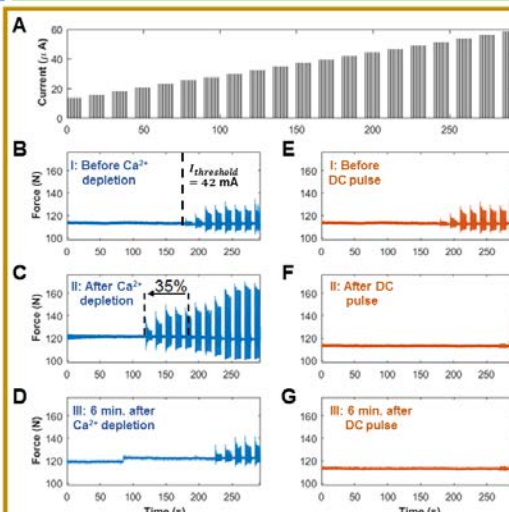 A
Current (μ A)
60
40
20
0
0 50 100 150 200 250
B
I: Before Ca²⁺
depletion
I_threshold
= 42 mA
Force (N)
160
140
120
100
0 50 100 150 200 250
E
I: Before
DC pulse
Force (N)
160
140
120
100
0 50 100 150 200 250
C
II: After Ca²⁺
depletion
35%
Force (N)
160
140
120
100
0 50 100 150 200 250
F
II: After DC
pulse
160
140
120
100
0 50 100 150 200 250
D
III: 6 min. after
Ca²⁺ depletion
Force (N)
160
140
120
100
0 50 100 150 200 250
Time (s)
G
III: 6 min. after
DC pulse
160
140
120
100
0 50 100 150 200 250
Time (s)